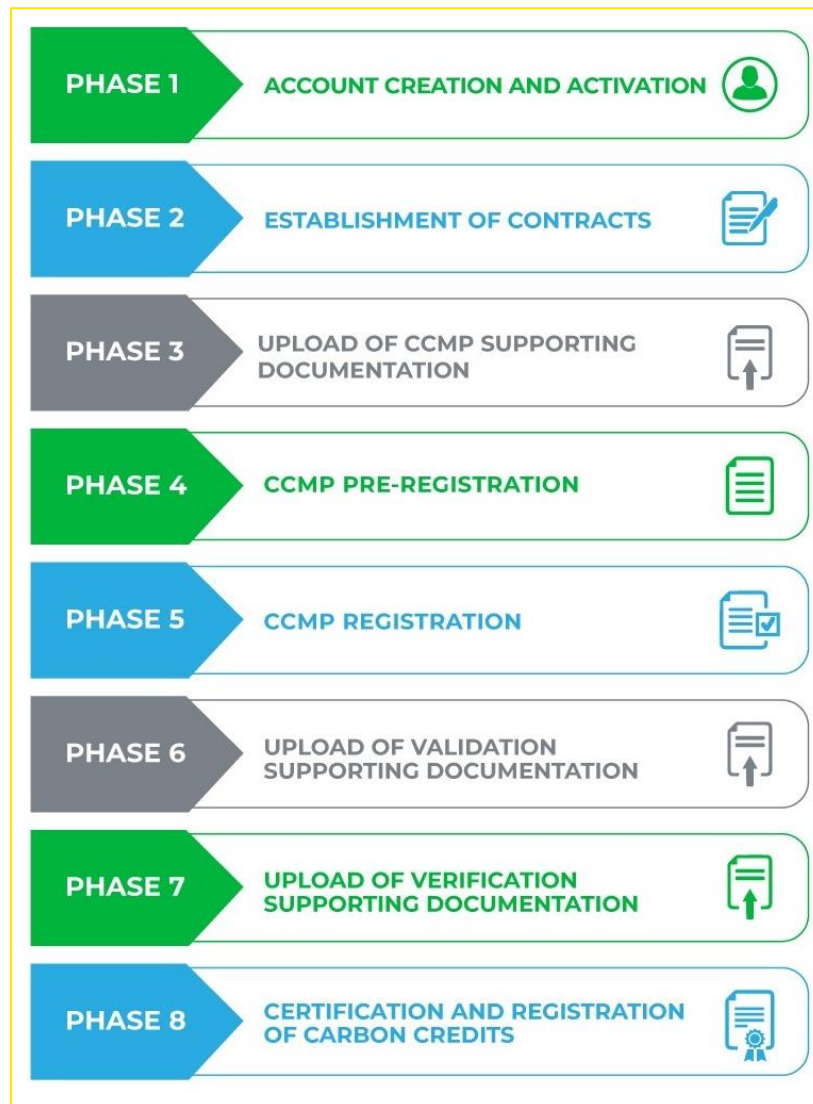 PHASE 1
ACCOUNT CREATION AND ACTIVATION
PHASE 2
ESTABLISHMENT OF CONTRACTS
PHASE 3
UPLOAD OF CCMP SUPPORTING
DOCUMENTATION
PHASE 4
CCMP PRE-REGISTRATION
PHASE 5
CCMP REGISTRATION
PHASE 6
UPLOAD OF VALIDATION
SUPPORTING DOCUMENTATION
PHASE 7
UPLOAD OF VERIFICATION
SUPPORTING DOCUMENTATION
PHASE 8
CERTIFICATION AND REGISTRATION
OF CARBON CREDITS